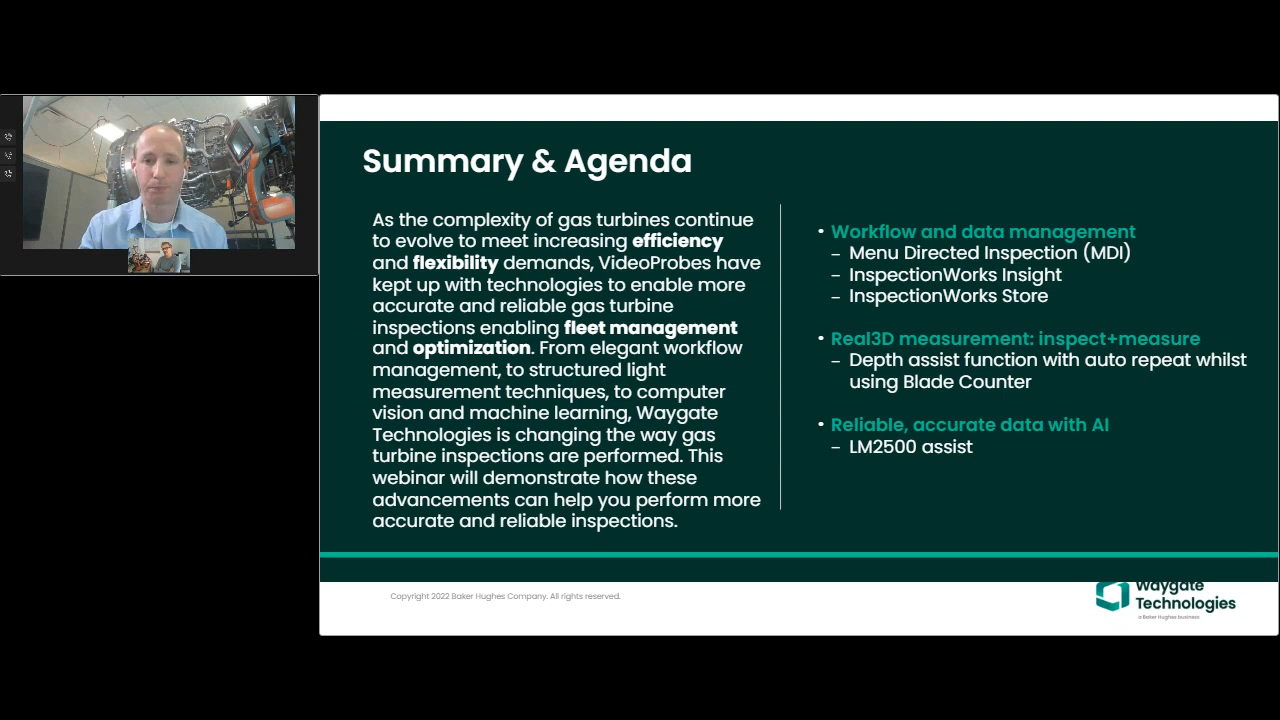 Summary & Agenda
As the complexity of gas turbines continue
to evolve to meet increasing efficiency
and flexibility demands, VideoProbes have
kept up with technologies to enable more
accurate and reliable gas turbine
inspections enabling fleet management
and optimization. From elegant workflow
management, to structured light
measurement techniques, to computer
vision and machine learning, Waygate
Technologies is changing the way gas
turbine inspections are performed. This
webinar will demonstrate how these
advancements can help you perform more
accurate and reliable inspections.
• Workflow and data management
– Menu Directed Inspection (MDI)
– InspectionWorks Insight
– InspectionWorks Store
• Real3D measurement: inspect+measure
– Depth assist function with auto repeat whilst
using Blade Counter
• Reliable, accurate data with AI
– LM2500 assist
Copyright 2022 Baker Hughes Company. All rights reserved.
Waygate
Technologies
a Baker Hughes business